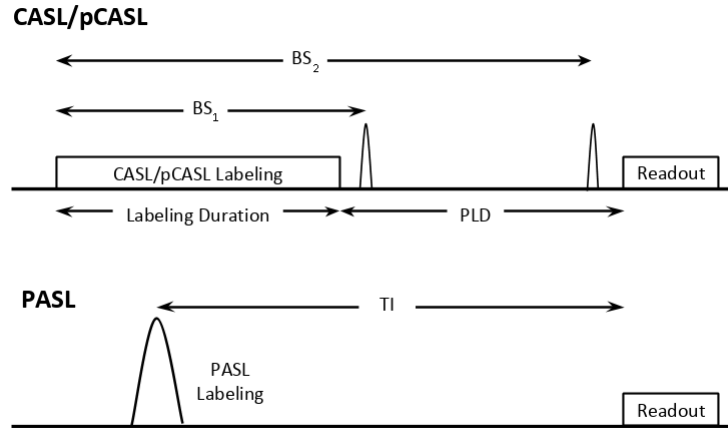 CASL/pCASL
BS2
BS1
CASL/pCASL Labeling
Readout
Labeling Duration
PLD
PASL
TI
PASL
Labeling
Readout